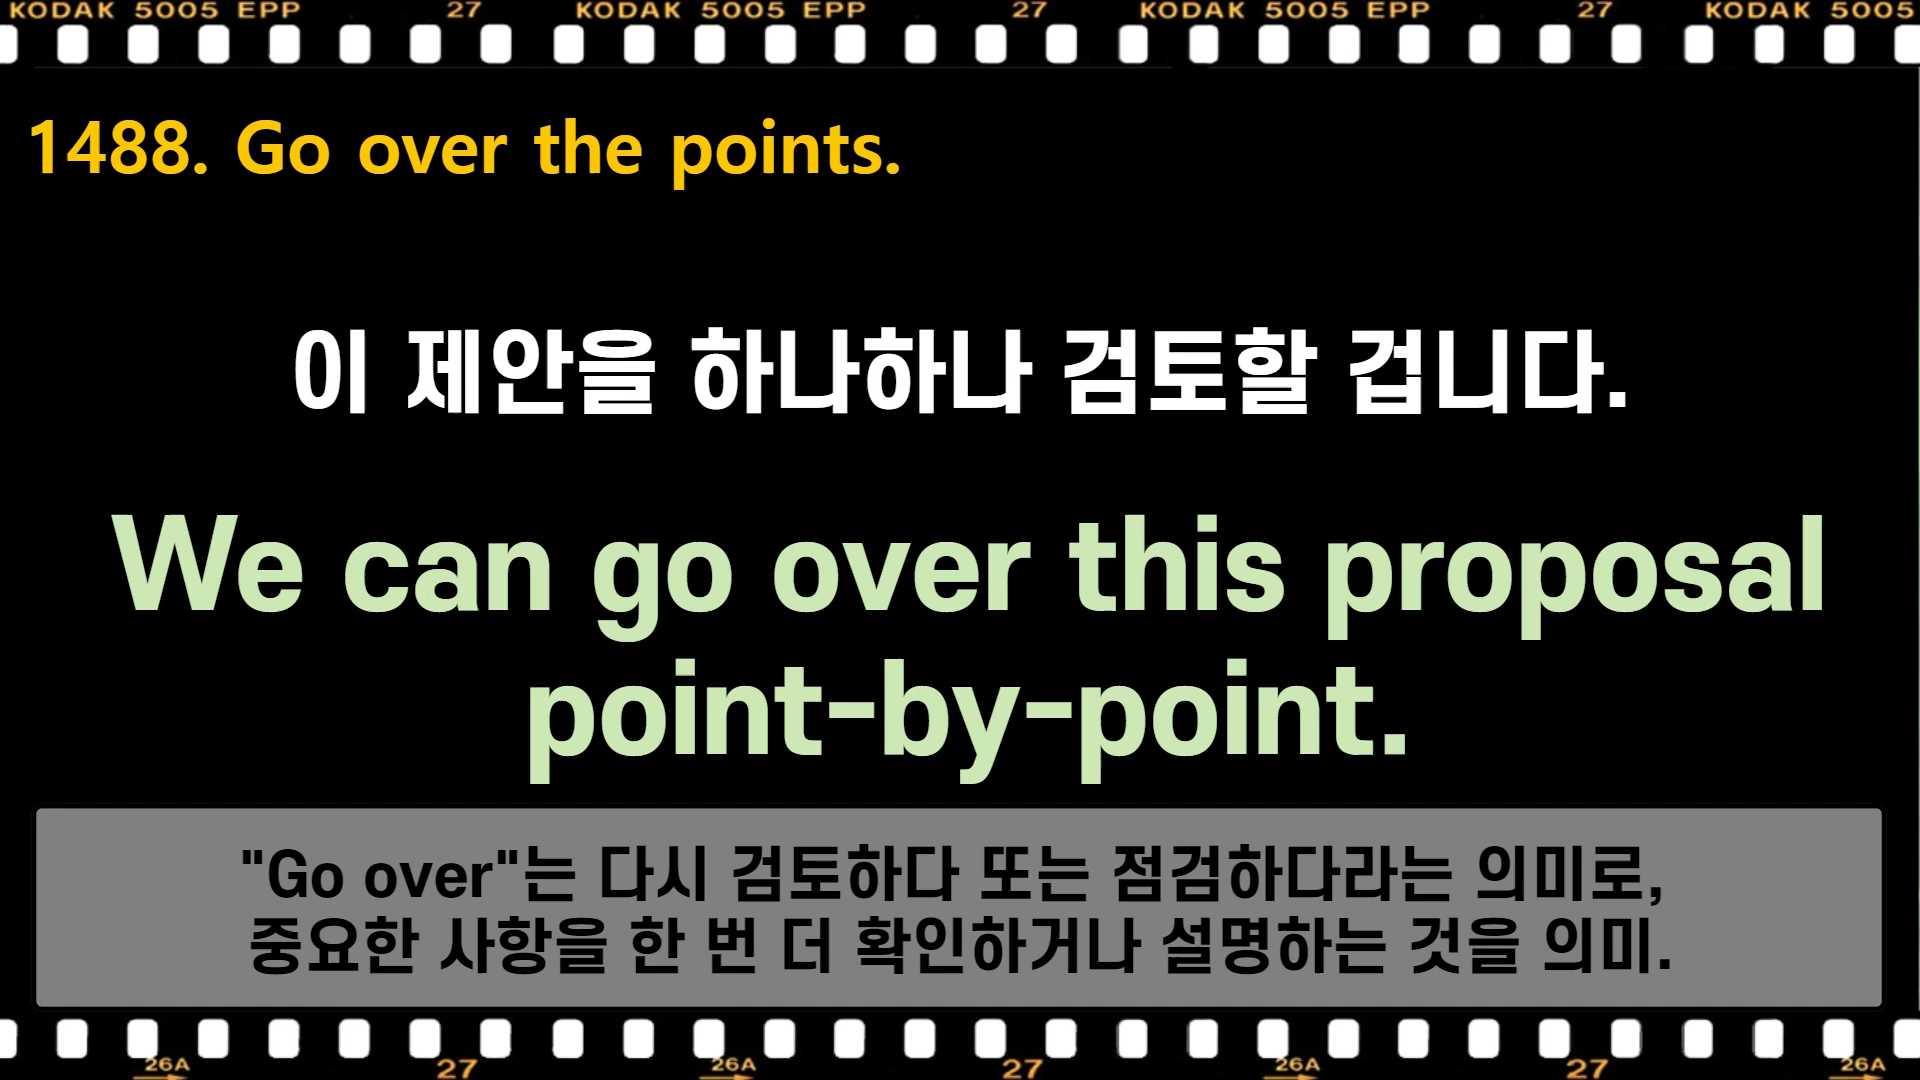 KODAK 5005 EPP 27 KODAK 5005 EPP 27 KODAK 5005 EPP 27 KODAK 5005
1488. Go over the points.
이 제안을 하나하나 검토할 겁니다.
We can go over this proposal
point-by-point.
"Go over"는 다시 검토하다 또는 점검하다라는 의미로,
중요한 사항을 한 번 더 확인하거나 설명하는 것을 의미.
26A 27 26A 27 26A 27 26A